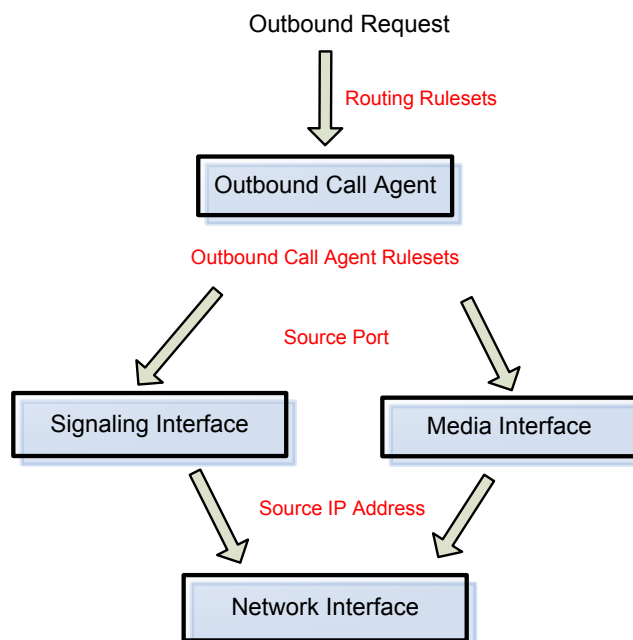 Outbound Request
Routing Rulesets
Outbound Call Agent
Outbound Call Agent Rulesets
Source Port
Signaling Interface
Media Interface
Source IP Address
Network Interface